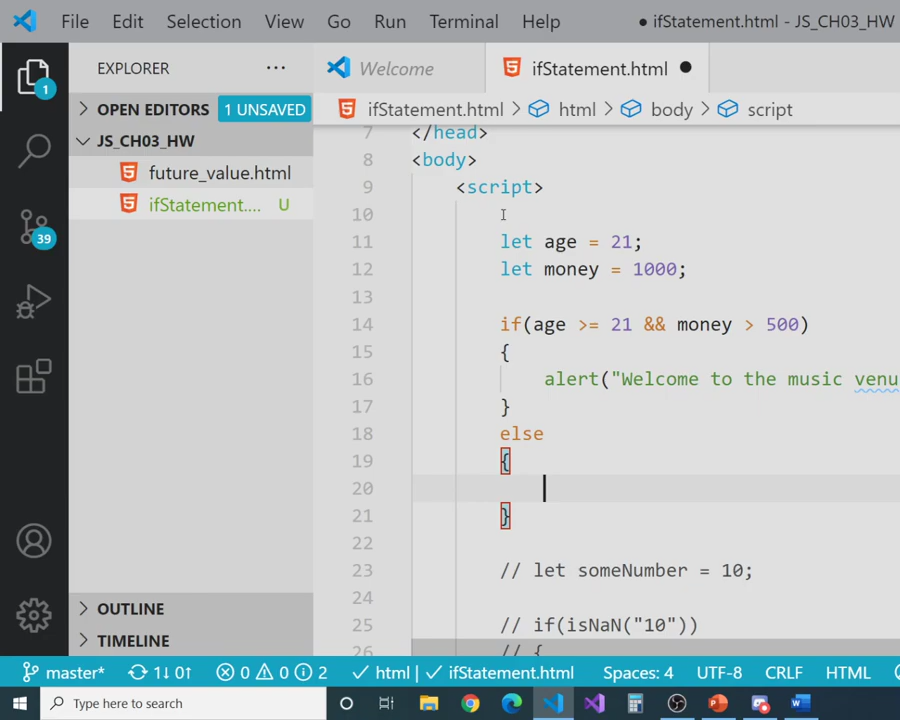 File Edit Selection View Go Run Terminal Help ● ifStatement.html - JS_CH03_HW
EXPLORER ···
Welcome
ifStatement.html ●
OPEN EDITORS 1 UNSAVED
ifStatement.html > html > body > script
JS_CH03_HW
future_value.html
ifStatement.... U
OUTLINE
TIMELINE
1
39
7 </head>
8 <body>
9 <script>
10
11 let age = 21;
12 let money = 1000;
13
14 if(age >= 21 && money > 500)
15 {
16 alert("Welcome to the music venu
17 }
18 else
19 {
20
21 }
22
23 // let someNumber = 10;
24
25 // if(isNaN("10"))
26 // {
master* 1↓ 0↑ 0 0 2 ✓ html | ✓ ifStatement.html Spaces: 4 UTF-8 CRLF HTML
Type here to search